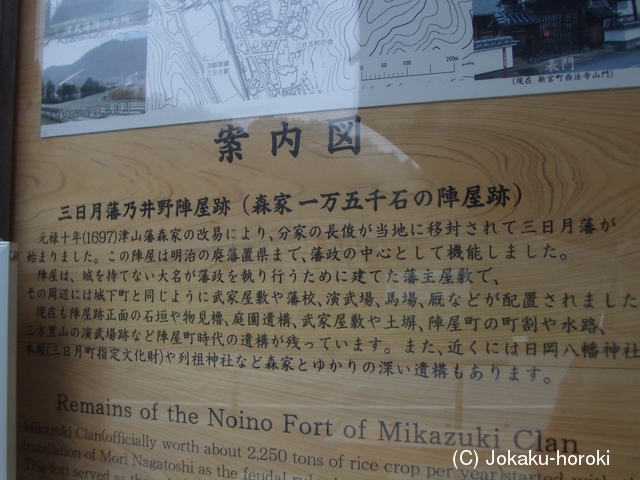 50 100 200m
表門
(現在 新宮町西法寺山門)
案内図
三日月藩乃井野陣屋跡 (森家一万五千石の陣屋跡)
元禄十年(1697)津山藩森家の改易により、分家の長俊が当地に移封されて三日月藩が
始まりました。この陣屋は明治の廃藩置県まで、藩政の中心として機能しました。
陣屋は、城を持てない大名が藩政を執り行うために建てた藩主屋敷で、
その周辺には城下町と同じように武家屋敷や藩校、演武場、馬場、厩などが配置されました
現在も陣屋跡正面の石垣や物見櫓、庭園遺構、武家屋敷や土塀、陣屋町の町割や水路、
三方里山の演武場跡など陣屋町時代の遺構が残っています。また、近くには日岡八幡神社
本殿(三日月町指定文化財)や列祖神社など森家とゆかりの深い遺構もあります。
Remains of the Noino Fort of Mikazuki Clan
Mikazuki Clan(officially worth about 2,250 tons of rice crop per year)started with
installation of Mori Nagatoshi as the feudal
This fort served as the
(C) Jokaku-horoki